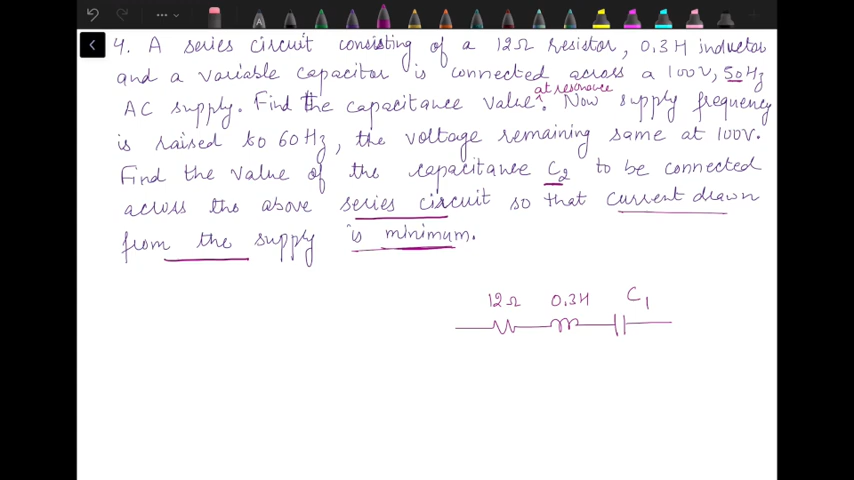 4. A series circuit consisting of a 12Ω resistor, 0.3H inductor
and a variable capacitor is connected across a 100V, 50Hz
at resonance
AC supply. Find the capacitance value. Now supply frequency
is raised to 60Hz, the voltage remaining same at 100V.
Find the value of the capacitance C₂ to be connected
across the above series circuit so that current drawn
from the supply is minimum.
12Ω 0.3H C₁